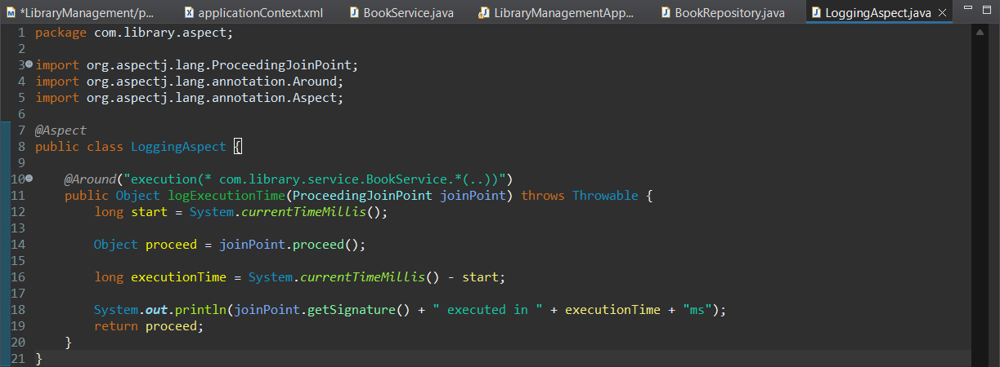 *LibraryManagement/p... applicationContext.xml BookService.java LibraryManagementApp... BookRepository.java LoggingAspect.java
1 package com.library.aspect;
2
3 import org.aspectj.lang.ProceedingJoinPoint;
4 import org.aspectj.lang.annotation.Around;
5 import org.aspectj.lang.annotation.Aspect;
6
7 @Aspect
8 public class LoggingAspect {
9
10     @Around("execution(* com.library.service.BookService.*(..))")
11     public Object logExecutionTime(ProceedingJoinPoint joinPoint) throws Throwable {
12         long start = System.currentTimeMillis();
13
14         Object proceed = joinPoint.proceed();
15
16         long executionTime = System.currentTimeMillis() - start;
17
18         System.out.println(joinPoint.getSignature() + " executed in " + executionTime + "ms");
19         return proceed;
20     }
21 }